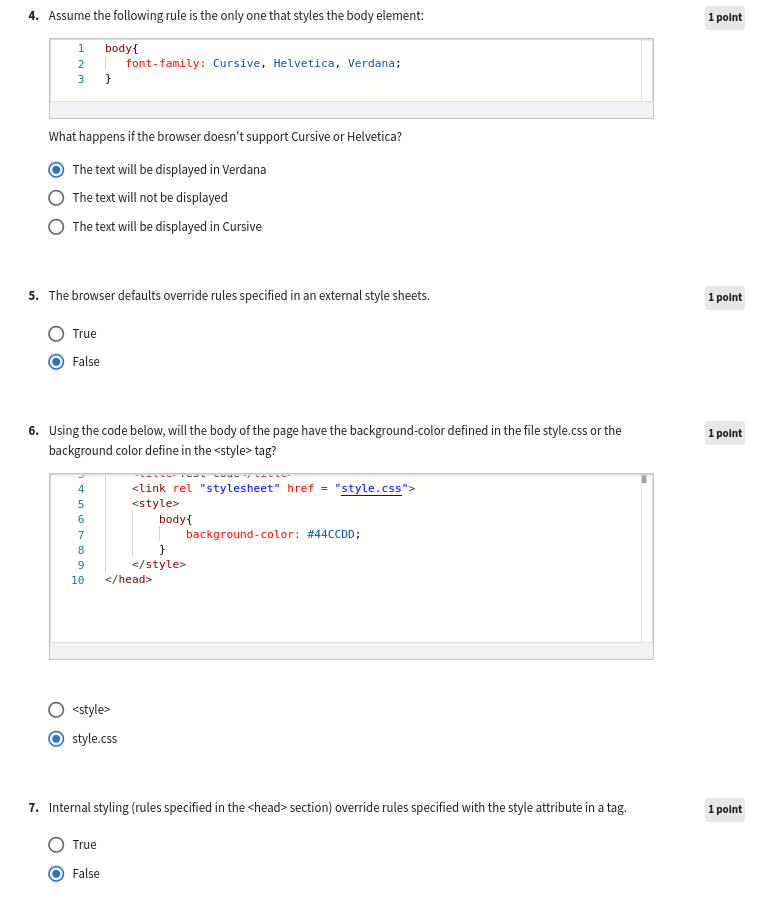 4. Assume the following rule is the only one that styles the body element:
1 point
1 body{
2 font-family: Cursive, Helvetica, Verdana;
3 }
What happens if the browser doesn't support Cursive or Helvetica?
The text will be displayed in Verdana
The text will not be displayed
The text will be displayed in Cursive
5. The browser defaults override rules specified in an external style sheets.
1 point
True
False
6. Using the code below, will the body of the page have the background-color defined in the file style.css or the
1 point
background color define in the <style> tag?
4 <link rel "stylesheet" href = "style.css">
5 <style>
6 body{
7 background-color: #44CCDD;
8 }
9 </style>
10 </head>
<style>
style.css
7. Internal styling (rules specified in the <head> section) override rules specified with the style attribute in a tag.
1 point
True
False